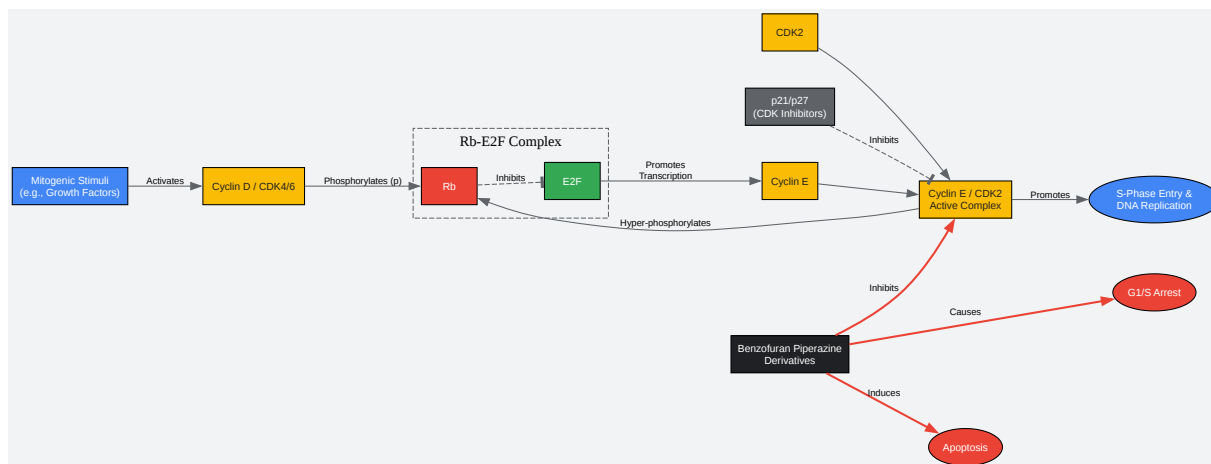 CDK2
p21/p27
(CDK Inhibitors)
Inhibits
Rb-E2F Complex
Mitogenic Stimuli
(e.g., Growth Factors)
Activates
Cyclin D / CDK4/6
Phosphorylates (p)
Rb
Inhibits
E2F
Promotes
Transcription
Cyclin E
Cyclin E / CDK2
Active Complex
Promotes
S-Phase Entry &
DNA Replication
Hyper-phosphorylates
Inhibits
G1/S Arrest
Causes
Benzofuran Piperazine
Derivatives
Induces
Apoptosis